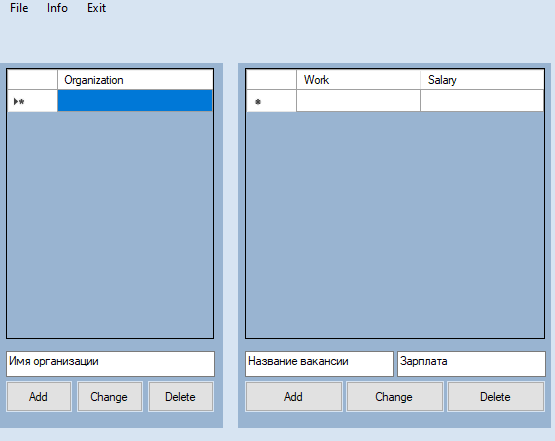 File Info Exit
Organization
Work Salary
Имя организации
Название вакансии Зарплата
Add Change Delete
Add Change Delete